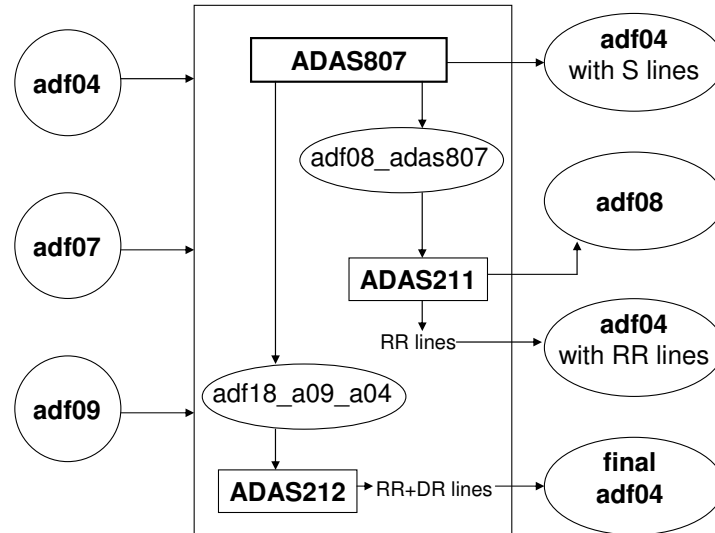 adf04
adf07
adf09
ADAS807
adf08_adas807
ADAS211
RR lines
adf18_a09_a04
ADAS212
RR+DR lines
adf04
with S lines
adf08
adf04
with RR lines
final
adf04